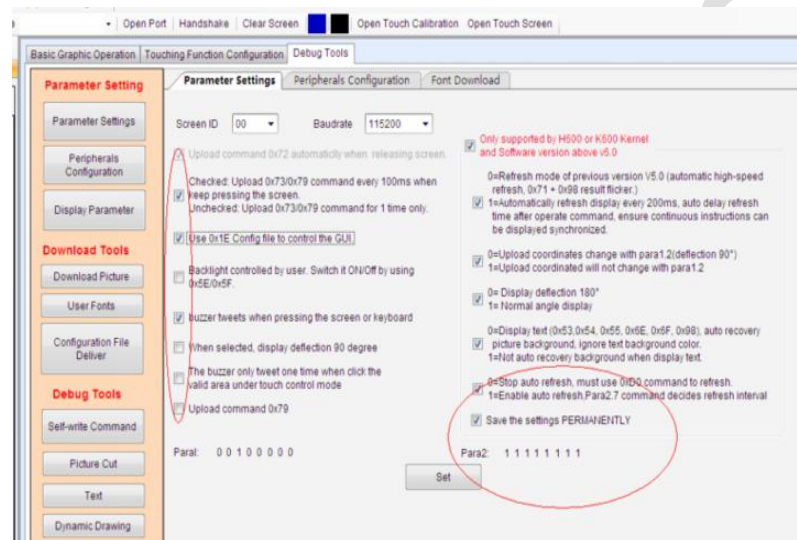 Open Port Handshake Clear Screen Open Touch Calibration Open Touch Screen
Basic Graphic Operation Touching Function Configuration Debug Tools
Parameter Setting
Parameter Settings
Peripherals
Configuration
Display Parameter
Download Tools
Download Picture
User Fonts
Configuration File
Deliver
Debug Tools
Self-write Command
Picture Cut
Text
Dynamic Drawing
Parameter Settings Peripherals Configuration Font Download
Screen ID 00 Baudrate 115200
Upload command 0x72 automaticlly when releasing screen.
Checked: Upload 0x73/0x79 command every 100ms when
keep pressing the screen.
Unchecked: Upload 0x73/0x79 command for 1 time only.
Use 0x1E Config file to control the GUI
Backlight controlled by user. Switch it ON/Off by using
0x5E/0x5F.
buzzer tweets when pressing the screen or keyboard
When selected, display deflection 90 degree
The buzzer only tweet one time when click the
valid area under touch control mode
Upload command 0x79
Paral: 0 0 1 0 0 0 0 0
Only supported by H600 or K600 Kernel
and Software version above v6.0
0=Refresh mode of previous version V5.0 (automatic high-speed
refresh, 0x71 + 0x98 result flicker.)
1=Automatically refresh display every 200ms, auto delay refresh
time after operate command, ensure continuous instructions can
be displayed synchronized.
0=Upload coordinates change with para1.2(deflection 90°)
1=Upload coordinated will not change with para1.2
0= Display deflection 180°
1= Normal angle display
0=Display text (0x53,0x54, 0x55, 0x6E, 0x6F, 0x98), auto recovery
picture background, ignore text background color.
1=Not auto recovery background when display text.
0=Stop auto refresh, must use 0xD0 command to refresh.
1=Enable auto refresh,Para2.7 command decides refresh interval
Save the settings PERMANENTLY
Para2: 1 1 1 1 1 1 1 1
Set